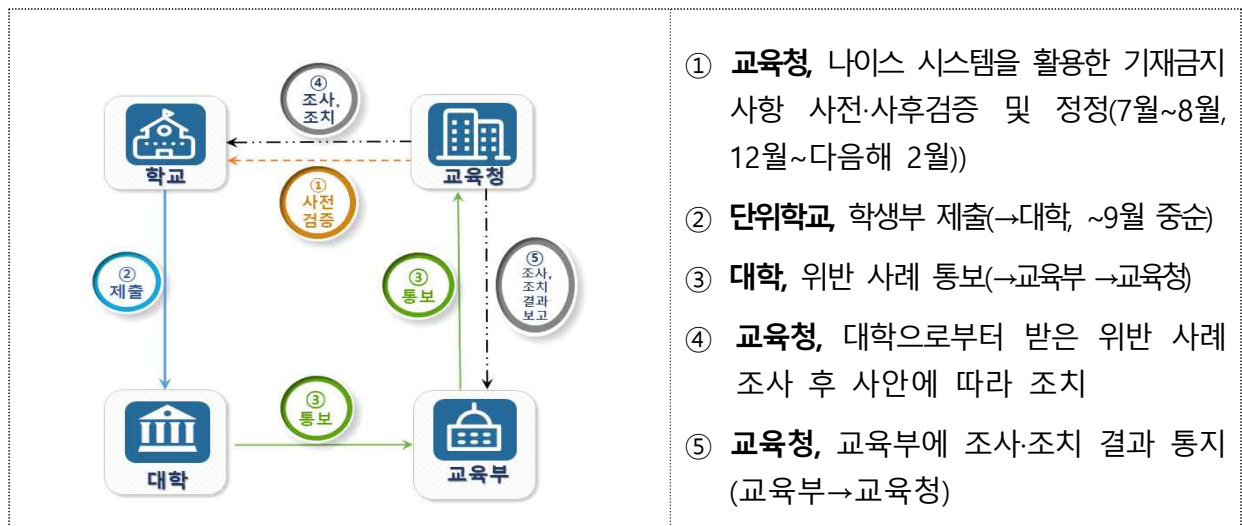 ④
조사,
조치
학교
교육청
①
사전
검증
②
제출
③
통보
⑤
조사,
조치
결과
보고
③
통보
대학
교육부
① 교육청, 나이스 시스템을 활용한 기재금지
사항 사전·사후검증 및 정정(7월~8월,
12월~다음해 2월))
② 단위학교, 학생부 제출(→대학, ~9월 중순)
③ 대학, 위반 사례 통보(→교육부 →교육청)
④ 교육청, 대학으로부터 받은 위반 사례
조사 후 사안에 따라 조치
⑤ 교육청, 교육부에 조사·조치 결과 통지
(교육부→교육청)